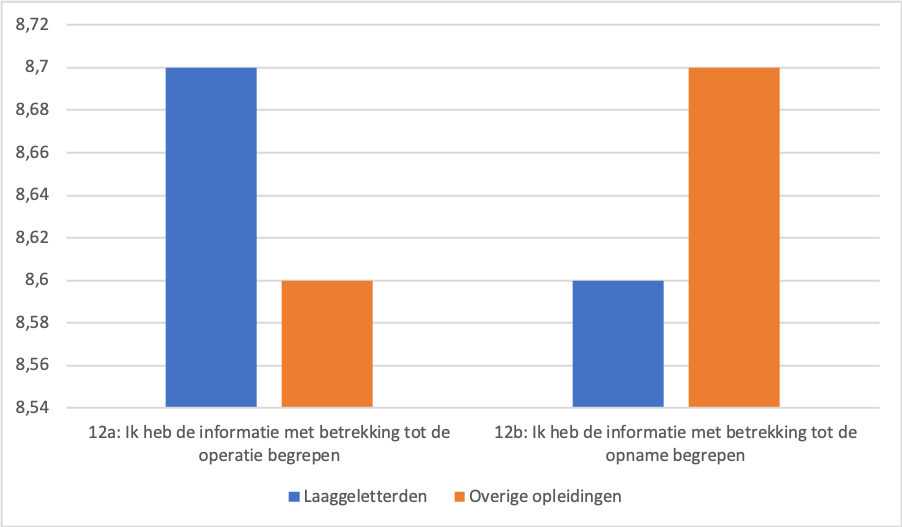 8,72
8,7
8,68
8,66
8,64
8,62
8,6
8,58
8,56
8,54
12a: Ik heb de informatie met betrekking tot de
operatie begrepen
12b: Ik heb de informatie met betrekking tot de
opname begrepen
Laaggeletterden
Overige opleidingen